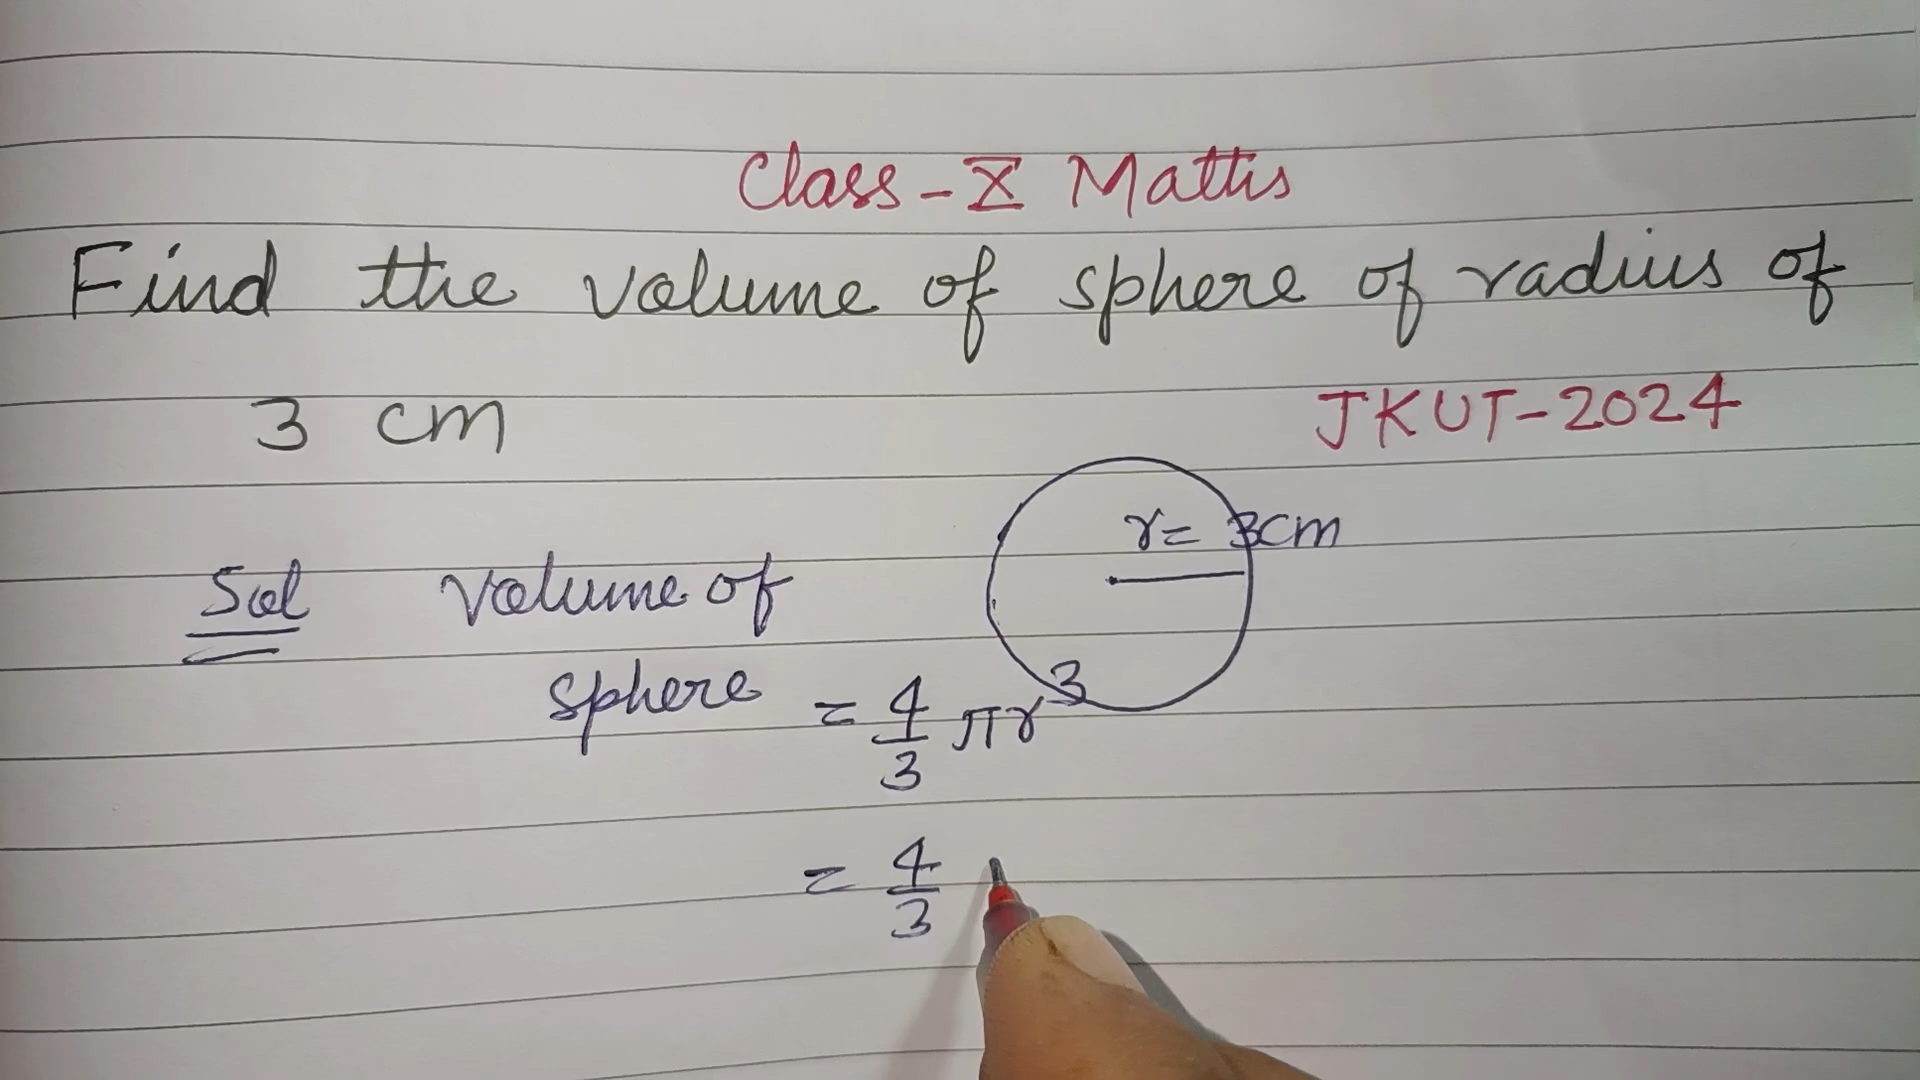 Class-X Maths
Find the volume of sphere of radius of
3 cm
JKUT-2024
r= 3cm
Sol volume of
sphere = 4/3 πr³
= 4/3